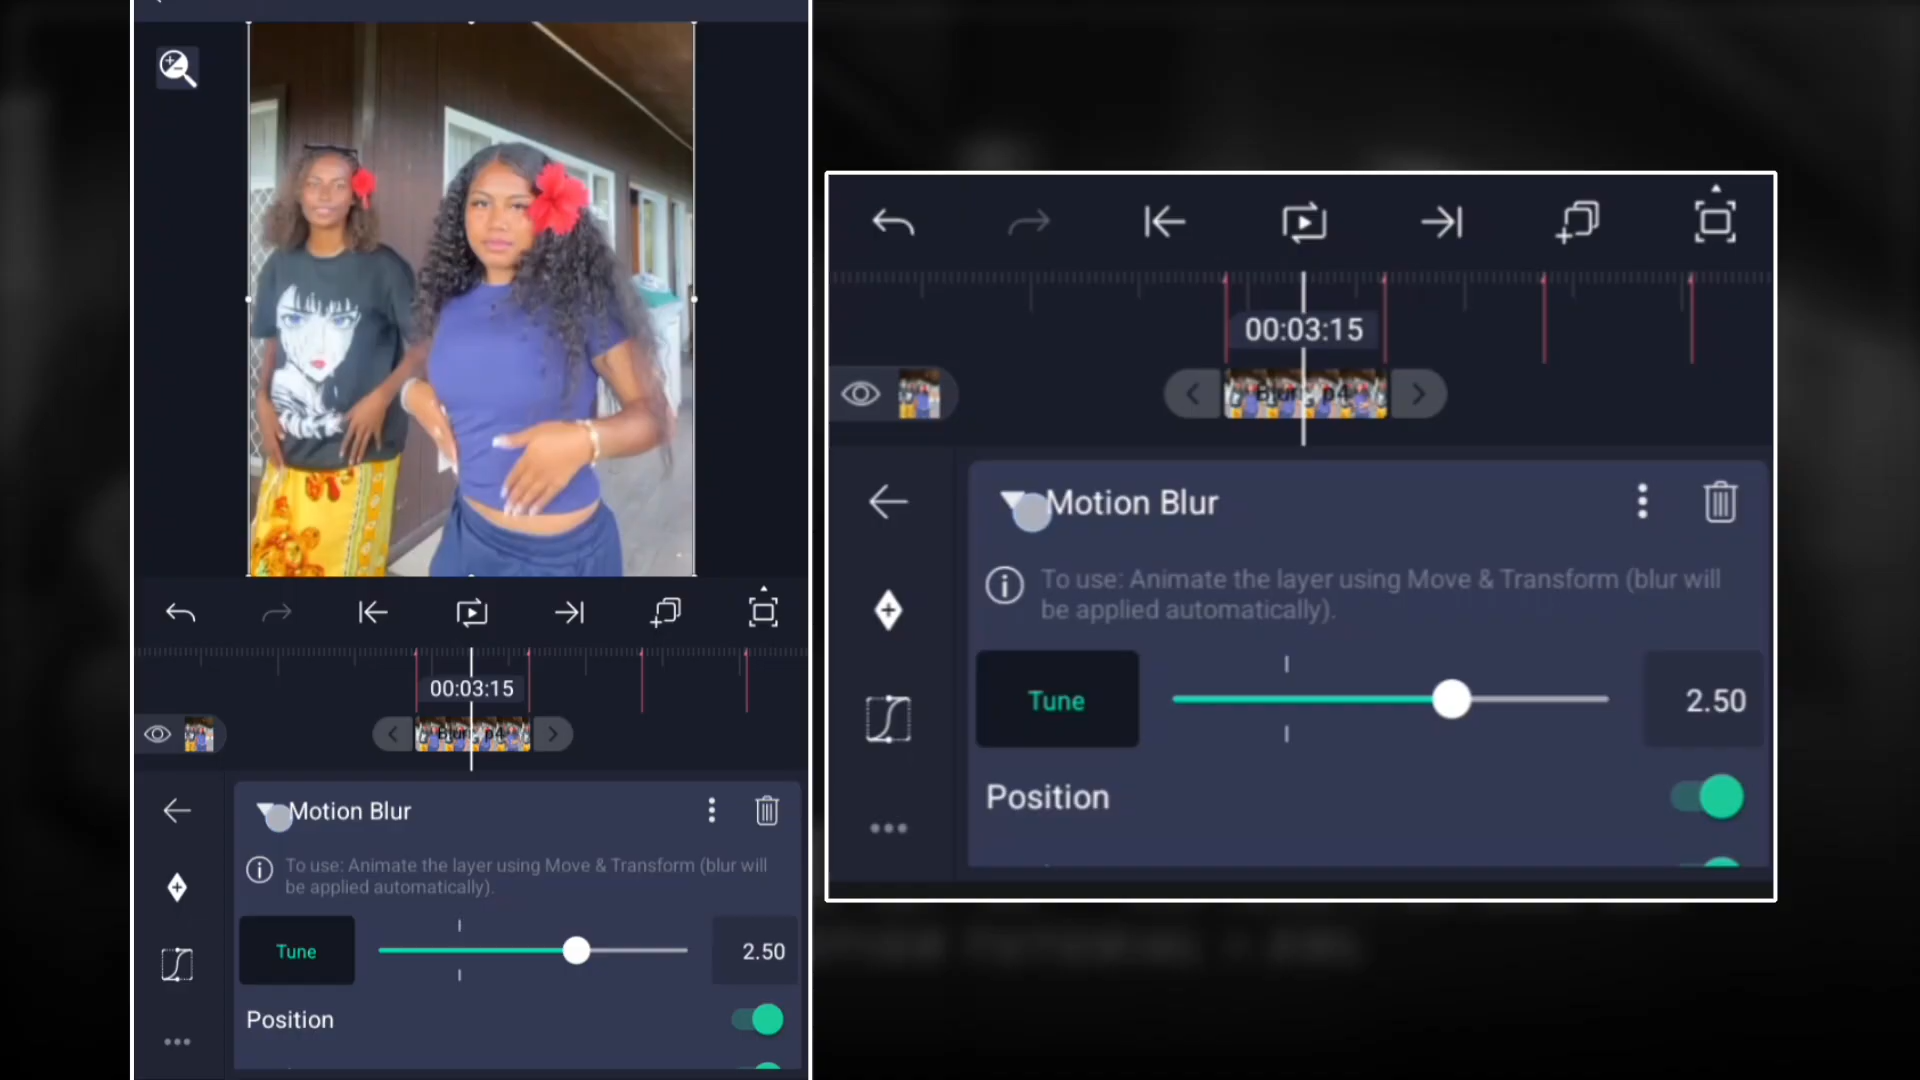 00:03:15
Motion Blur
To use: Animate the layer using Move & Transform (blur will
be applied automatically).
Tune
2.50
Position
00:03:15
Motion Blur
To use: Animate the layer using Move & Transform (blur will
be applied automatically).
Tune
2.50
Position